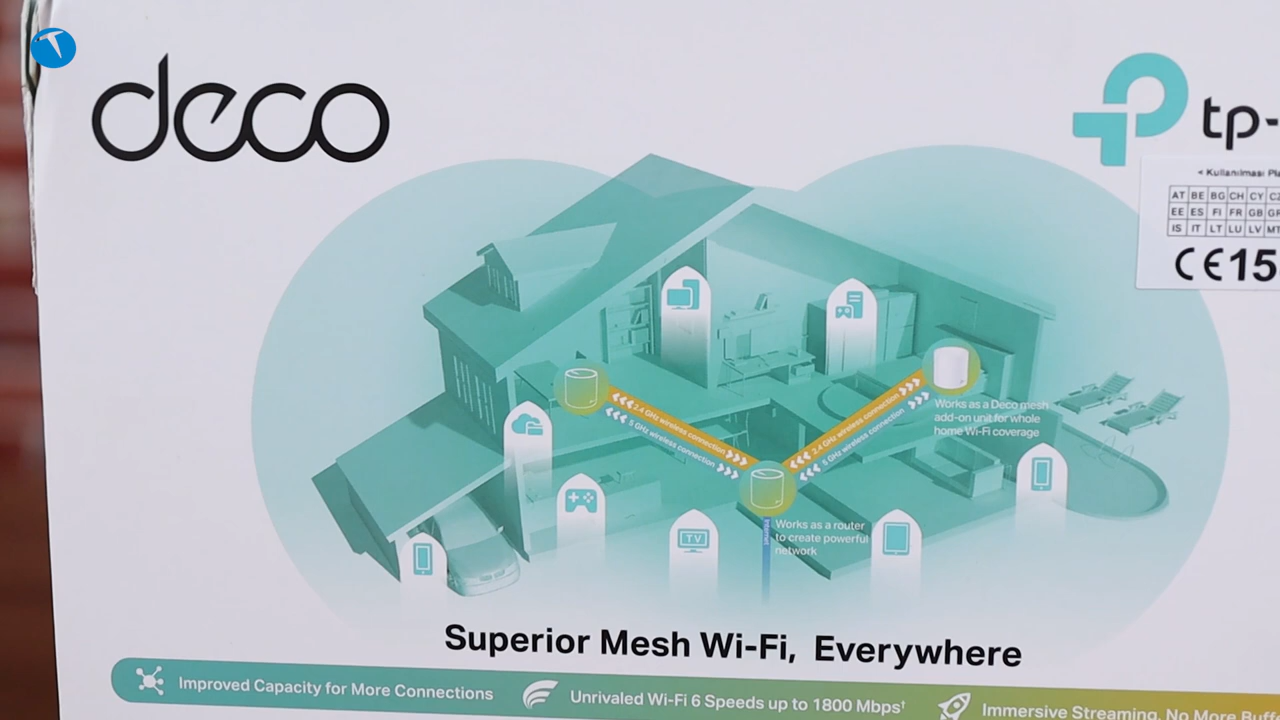 deco
tp-
< Kullanılması Pla
AT BE BG CH CY CZ
EE ES FI FR GB GR
IS IT LT LU LV MT
CE15
TV
2.4 GHz wireless connection
5 GHz wireless connection
2.4 GHz wireless connection
5 GHz wireless connection
Works as a Deco mesh
add-on unit for whole
home Wi-Fi coverage
Internet
Works as a router
to create powerful
network
Superior Mesh Wi-Fi, Everywhere
Improved Capacity for More Connections
Unrivaled Wi-Fi 6 Speeds up to 1800 Mbps†
Immersive Streaming, No More Buff